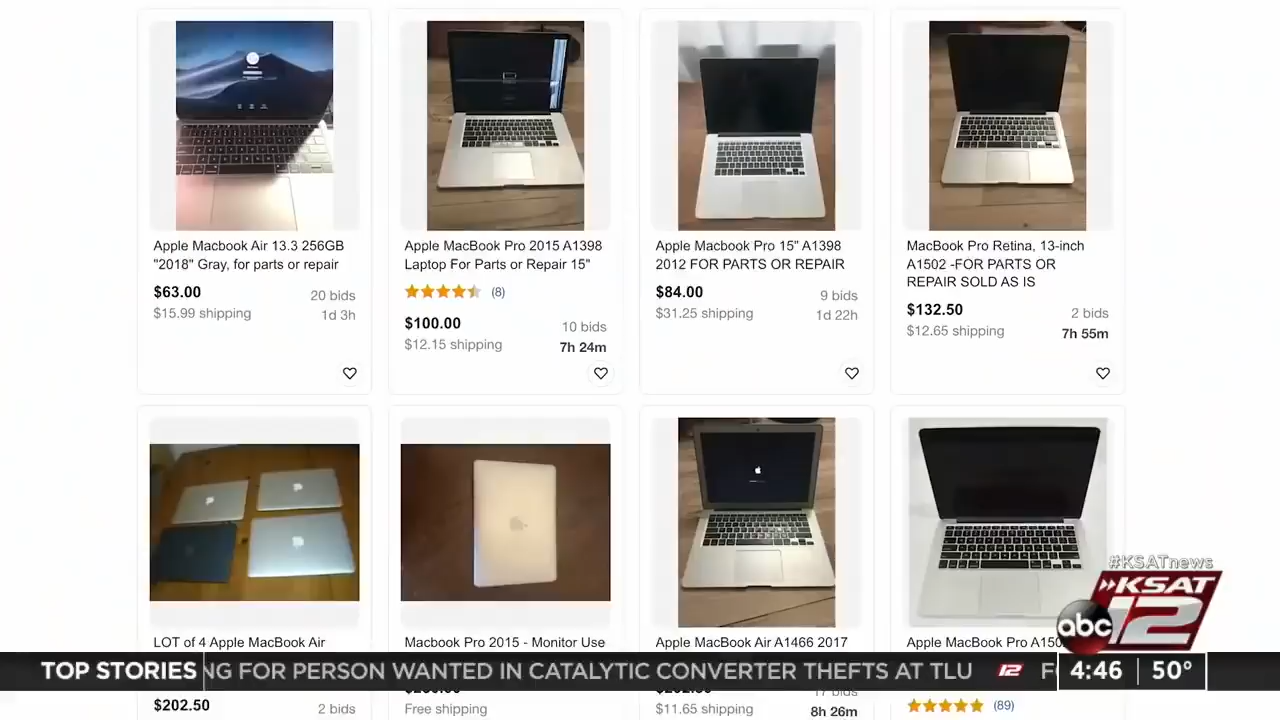 Apple Macbook Air 13.3 256GB
"2018" Gray, for parts or repair
$63.00
20 bids
$15.99 shipping
1d 3h
Apple MacBook Pro 2015 A1398
Laptop For Parts or Repair 15"
(8)
$100.00
10 bids
$12.15 shipping
7h 24m
Apple Macbook Pro 15" A1398
2012 FOR PARTS OR REPAIR
$84.00
9 bids
$31.25 shipping
1d 22h
MacBook Pro Retina, 13-inch
A1502 -FOR PARTS OR
REPAIR SOLD AS IS
$132.50
2 bids
$12.65 shipping
7h 55m
LOT of 4 Apple MacBook Air
$202.50
2 bids
Macbook Pro 2015 - Monitor Use
Free shipping
Apple MacBook Air A1466 2017
17 bids
$11.65 shipping
8h 26m
Apple MacBook Pro
(89)
#KSATnews
KSAT
abc 12
TOP STORIES
NG FOR PERSON WANTED IN CATALYTIC CONVERTER THEFTS AT TLU 12
4:46 50°